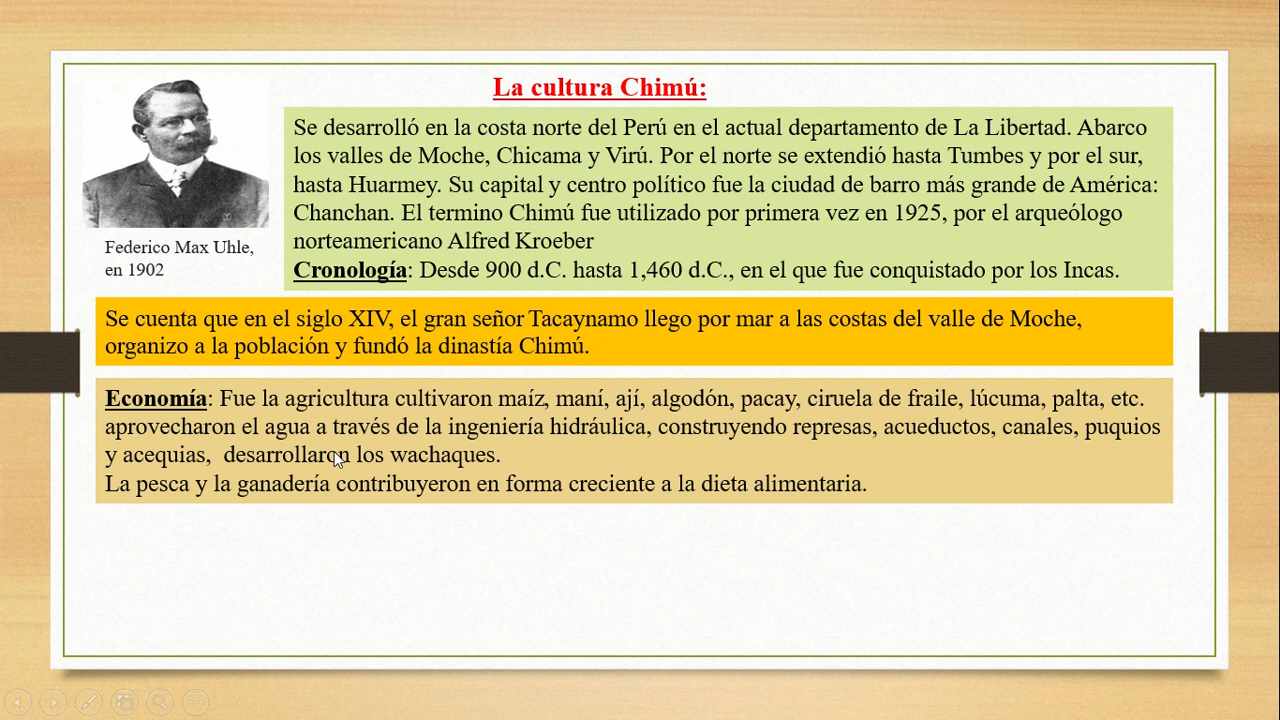 La cultura Chimú:
Se desarrolló en la costa norte del Perú en el actual departamento de La Libertad. Abarco
los valles de Moche, Chicama y Virú. Por el norte se extendió hasta Tumbes y por el sur,
hasta Huarmey. Su capital y centro político fue la ciudad de barro más grande de América:
Chanchan. El termino Chimú fue utilizado por primera vez en 1925, por el arqueólogo
norteamericano Alfred Kroeber
Cronología: Desde 900 d.C. hasta 1,460 d.C., en el que fue conquistado por los Incas.
Federico Max Uhle,
en 1902
Se cuenta que en el siglo XIV, el gran señor Tacaynamo llego por mar a las costas del valle de Moche,
organizo a la población y fundó la dinastía Chimú.
Economía: Fue la agricultura cultivaron maíz, maní, ají, algodón, pacay, ciruela de fraile, lúcuma, palta, etc.
aprovecharon el agua a través de la ingeniería hidráulica, construyendo represas, acueductos, canales, puquios
y acequias,  desarrollaron los wachaques.
La pesca y la ganadería contribuyeron en forma creciente a la dieta alimentaria.